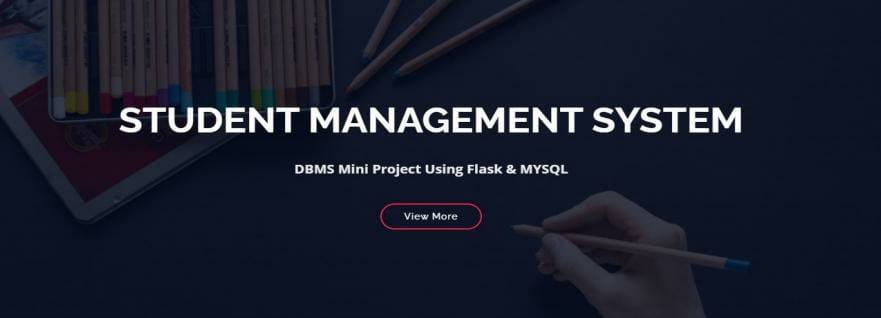 STUDENT MANAGEMENT SYSTEM
DBMS Mini Project Using Flask & MYSQL
View More